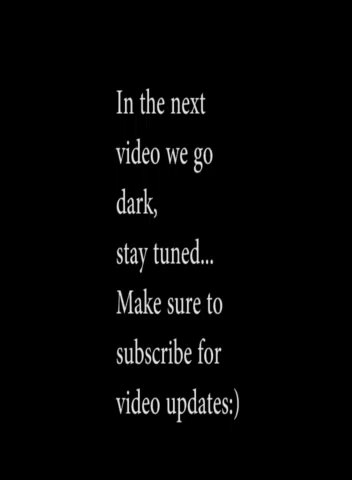 In the next
video we go
dark,
stay tuned...
Make sure to
subscribe for
video updates:)